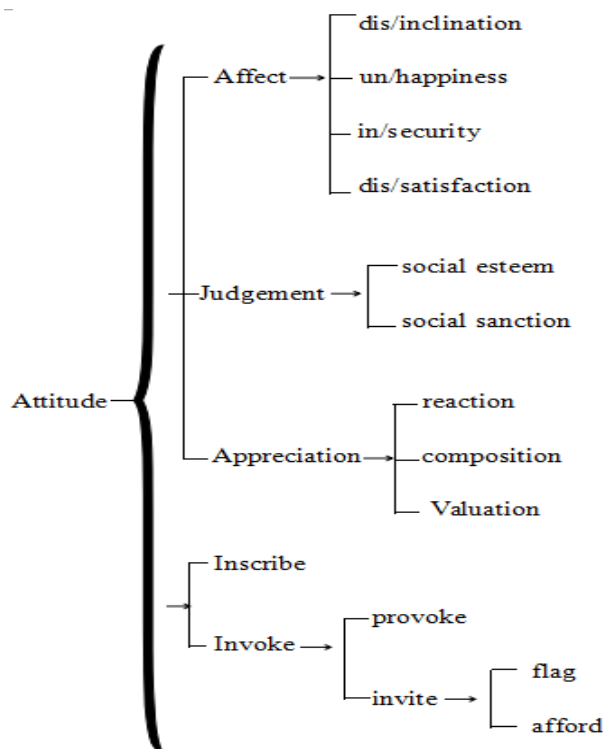 dis/inclination
Affect
un/happiness
in/security
dis/satisfaction
social esteem
Judgement
social sanction
Attitude
reaction
Appreciation
composition
Valuation
Inscribe
provoke
Invoke
flag
invite
afford